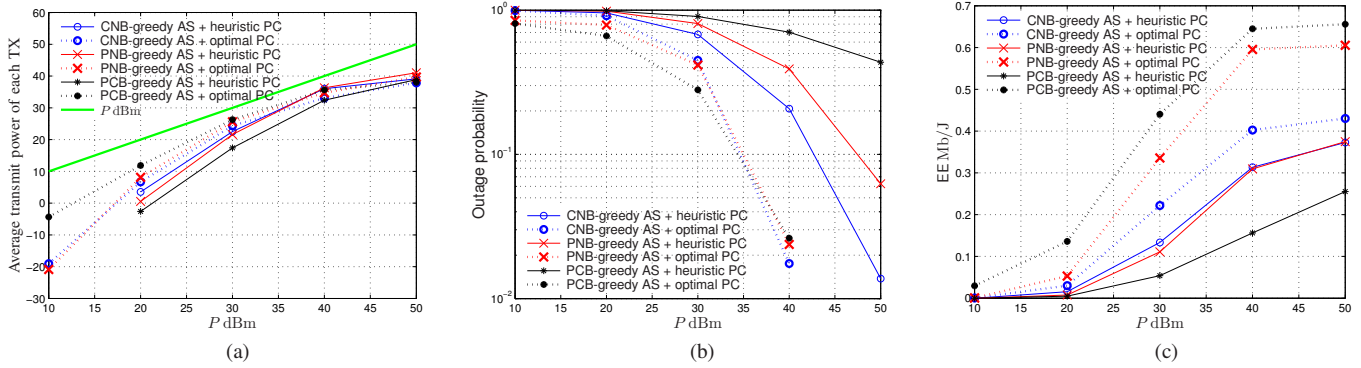 Average transmit power of each TX
60
50
40
30
20
10
0
−10
−20
−30
CNB-greedy AS + heuristic PC
CNB-greedy AS + optimal PC
PNB-greedy AS + heuristic PC
PNB-greedy AS + optimal PC
PCB-greedy AS + heuristic PC
PCB-greedy AS + optimal PC
P dBm
10 15 20 25 30 35 40 45 50
P dBm
(a)
Outage probability
10^0
10^−1
10^−2
CNB-greedy AS + heuristic PC
CNB-greedy AS + optimal PC
PNB-greedy AS + heuristic PC
PNB-greedy AS + optimal PC
PCB-greedy AS + heuristic PC
PCB-greedy AS + optimal PC
10 15 20 25 30 35 40 45 50
P dBm
(b)
EE Mb/J
0.7
0.6
0.5
0.4
0.3
0.2
0.1
0
CNB-greedy AS + heuristic PC
CNB-greedy AS + optimal PC
PNB-greedy AS + heuristic PC
PNB-greedy AS + optimal PC
PCB-greedy AS + heuristic PC
PCB-greedy AS + optimal PC
10 15 20 25 30 35 40 45 50
P dBm
(c)